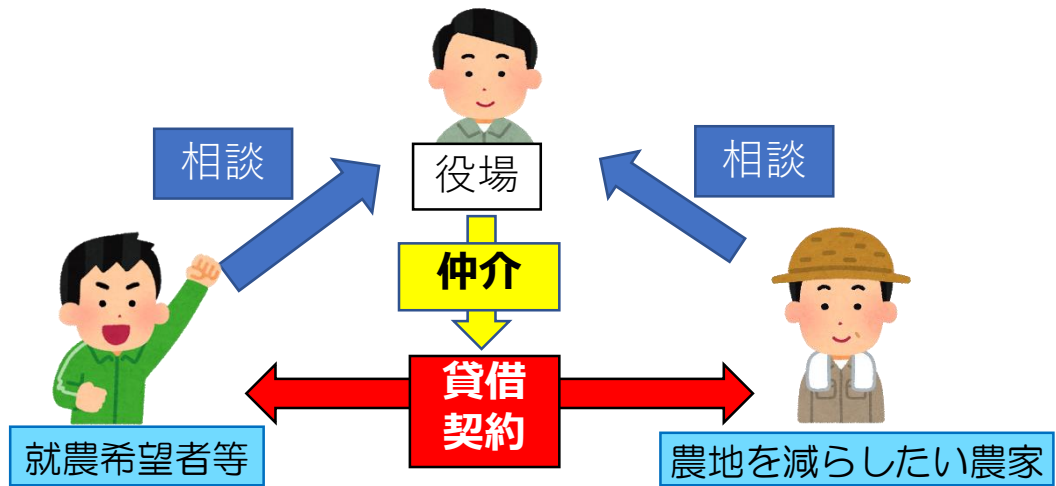 相談
相談
役場
仲介
貸借
契約
就農希望者等
農地を減らしたい農家